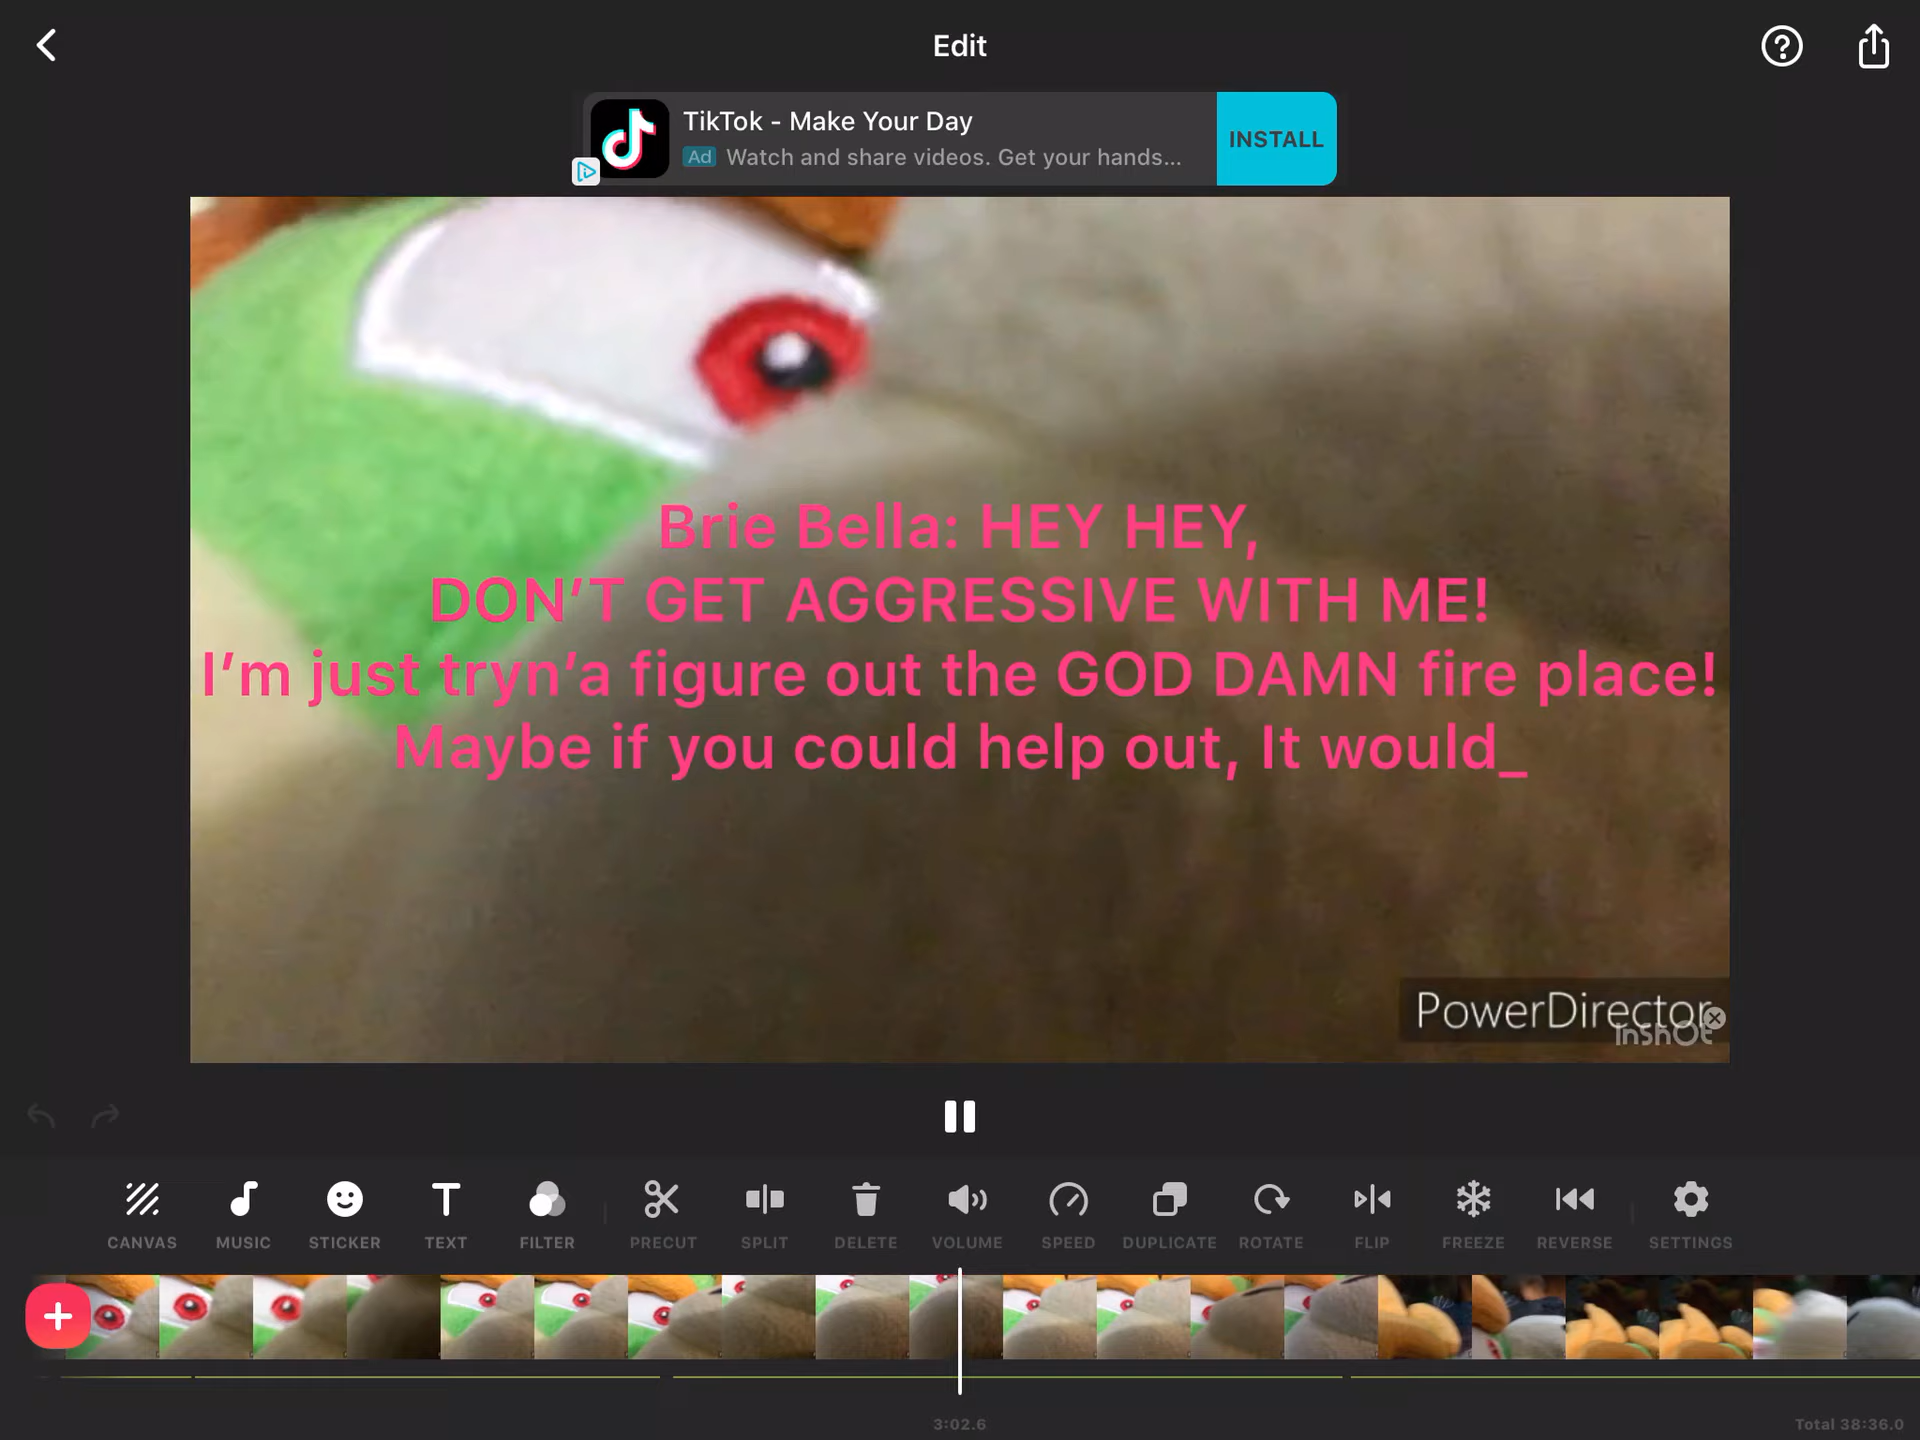 Edit
TikTok - Make Your Day
Ad Watch and share videos. Get your hands...
INSTALL
Brie Bella: HEY HEY,
DON’T GET AGGRESSIVE WITH ME!
I’m just tryn’a figure out the GOD DAMN fire place!
Maybe if you could help out, It would_
PowerDirector
InShOt
CANVAS MUSIC STICKER TEXT FILTER PRECUT SPLIT DELETE VOLUME SPEED DUPLICATE ROTATE FLIP FREEZE REVERSE SETTINGS
3:02.6 Total 38:36.0